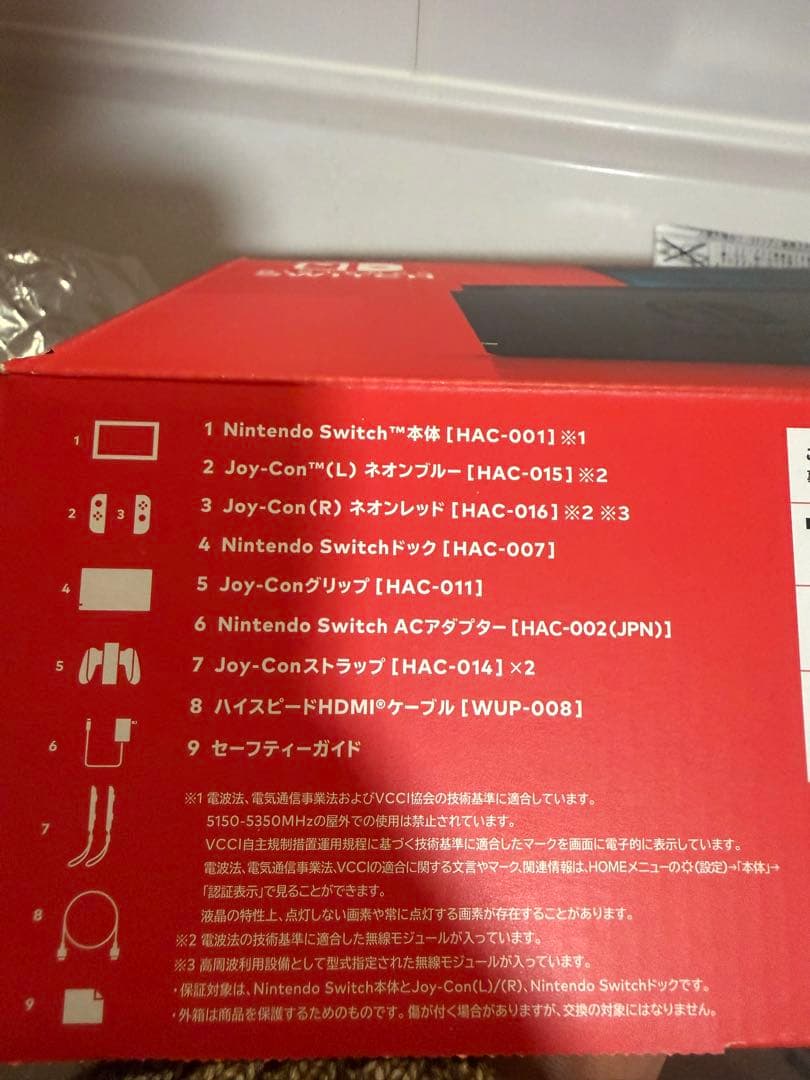 SWITCH
1 Nintendo Switch™本体 [HAC-001] ※1
2 Joy-Con™(L) ネオンブルー [HAC-015] ※2
3 Joy-Con(R) ネオンレッド [HAC-016] ※2 ※3
4 Nintendo Switchドック [HAC-007]
5 Joy-Conグリップ [HAC-011]
6 Nintendo Switch ACアダプター [HAC-002(JPN)]
7 Joy-Conストラップ [HAC-014] ×2
8 ハイスピードHDMI®ケーブル [WUP-008]
9 セーフティーガイド
1
2 3
4
5
6
7
8
9
※1 電波法、電気通信事業法およびVCCI協会の技術基準に適合しています。
5150-5350MHzの屋外での使用は禁止されています。
VCCI自主規制措置運用規程に基づく技術基準に適合したマークを画面に電子的に表示しています。
電波法、電気通信事業法、VCCIの適合に関する文言やマーク、関連情報は、HOMEメニューの(設定)→「本体」→
「認証表示」で見ることができます。
液晶の特性上、点灯しない画素や常に点灯する画素が存在することがあります。
※2 電波法の技術基準に適合した無線モジュールが入っています。
※3 高周波利用設備として型式指定された無線モジュールが入っています。
・保証対象は、Nintendo Switch本体とJoy-Con(L)/(R)、Nintendo Switchドックです。
・外箱は商品を保護するためのものです。傷が付く場合がありますが、交換の対象にはなりません。